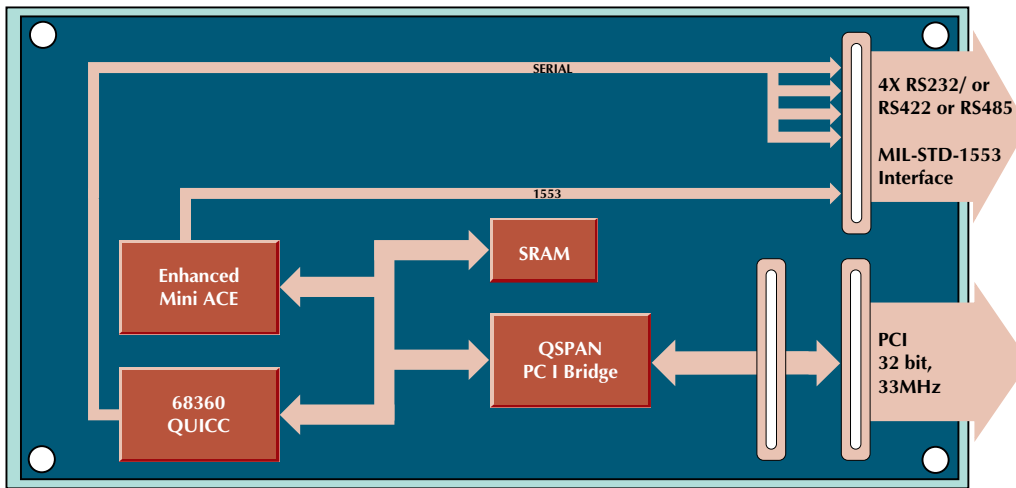 SERIAL
4X RS232/ or
RS422 or RS485
MIL-STD-1553
Interface
1553
Enhanced
Mini ACE
SRAM
QSPAN
PC I Bridge
PCI
32 bit,
33MHz
68360
QUICC